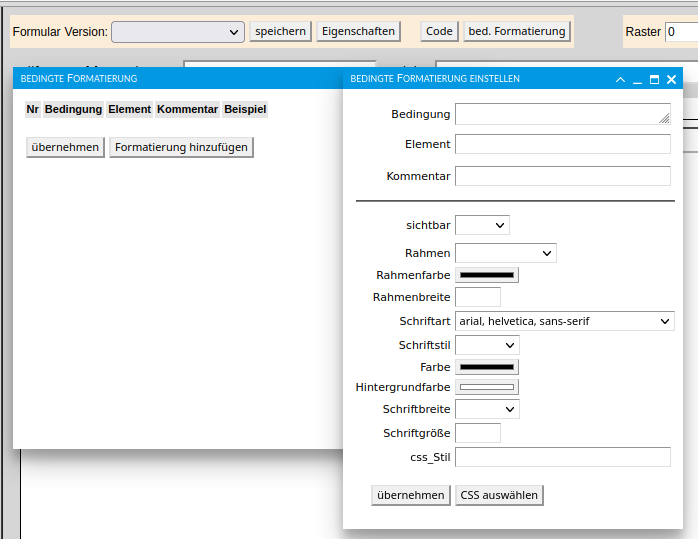 Formular Version: speichern Eigenschaften Code bed. Formatierung Raster 0
BEDINGTE FORMATIERUNG
Nr Bedingung Element Kommentar Beispiel
übernehmen Formatierung hinzufügen
BEDINGTE FORMATIERUNG EINSTELLEN
Bedingung
Element
Kommentar
sichtbar
Rahmen
Rahmenfarbe
Rahmenbreite
Schriftart arial, helvetica, sans-serif
Schriftstil
Farbe
Hintergrundfarbe
Schriftbreite
Schriftgröße
css_Stil
übernehmen CSS auswählen